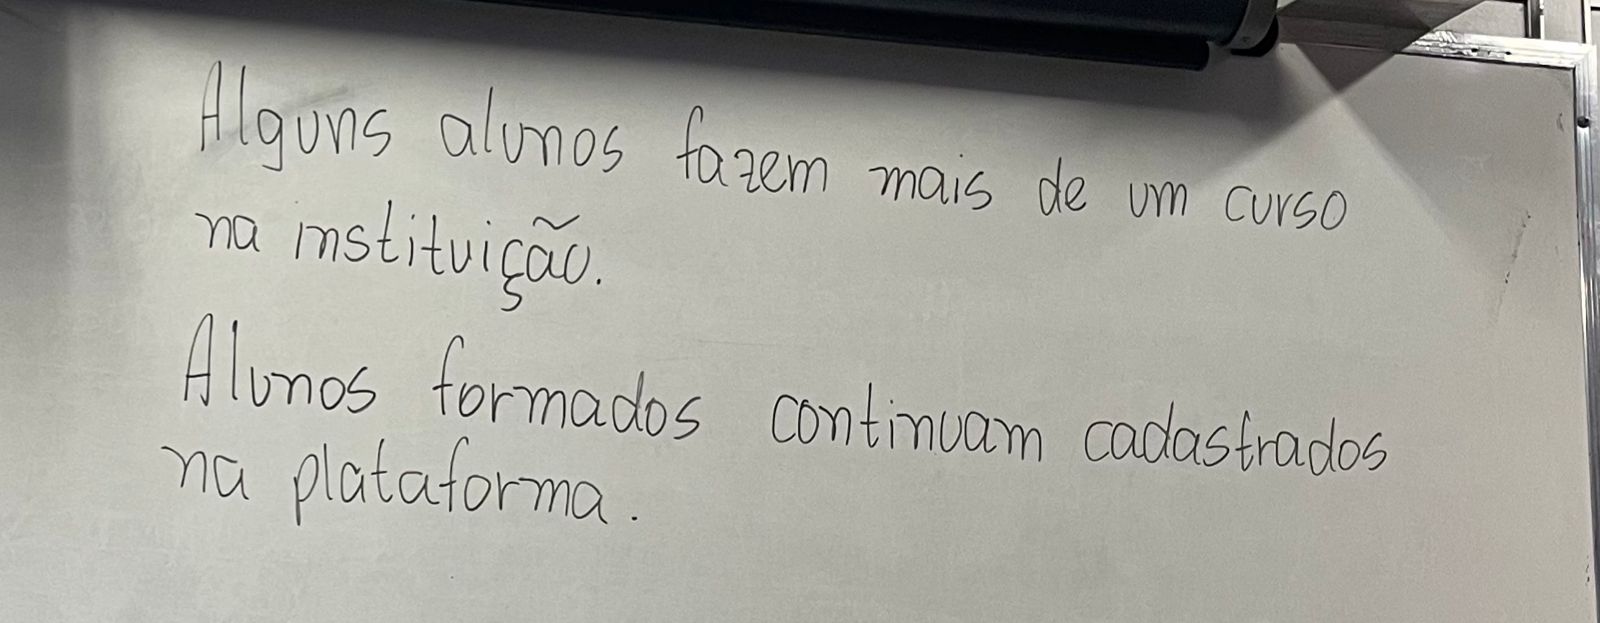 Alguns alunos fazem mais de um curso
na instituição.
Alunos formados continuam cadastrados
na plataforma.